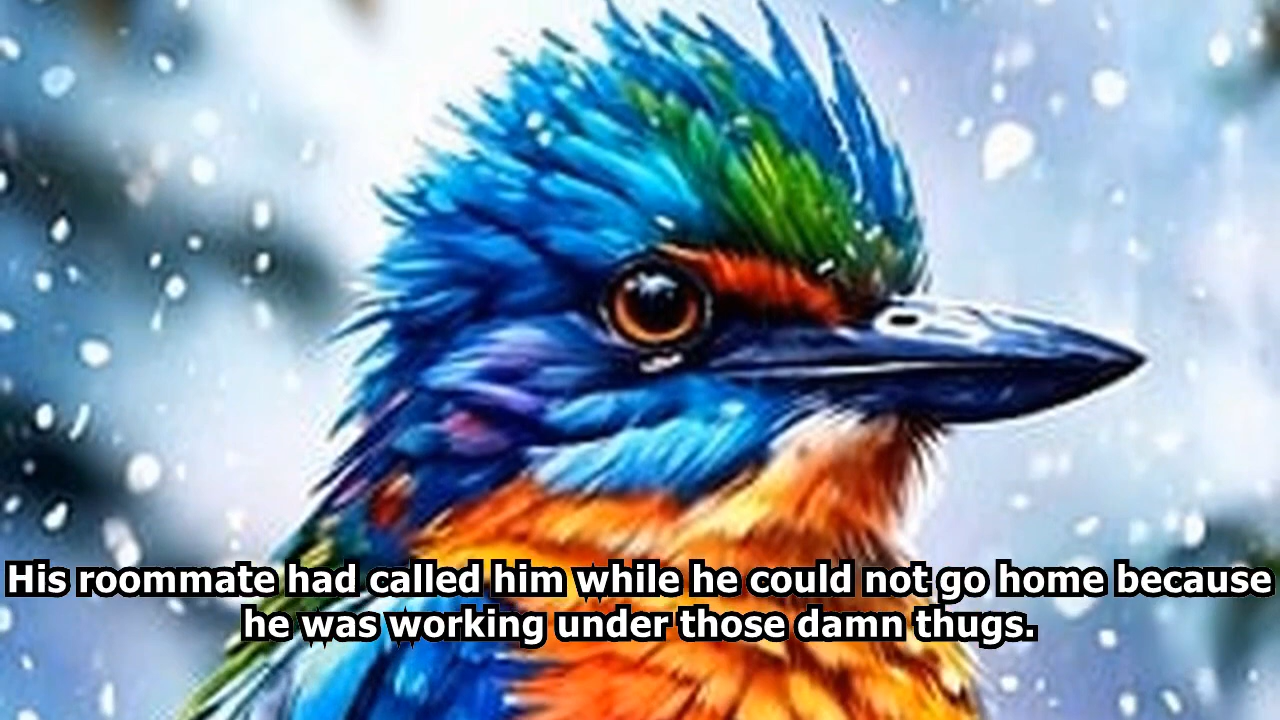 His roommate had called him while he could not go home because
he was working under those damn thugs.